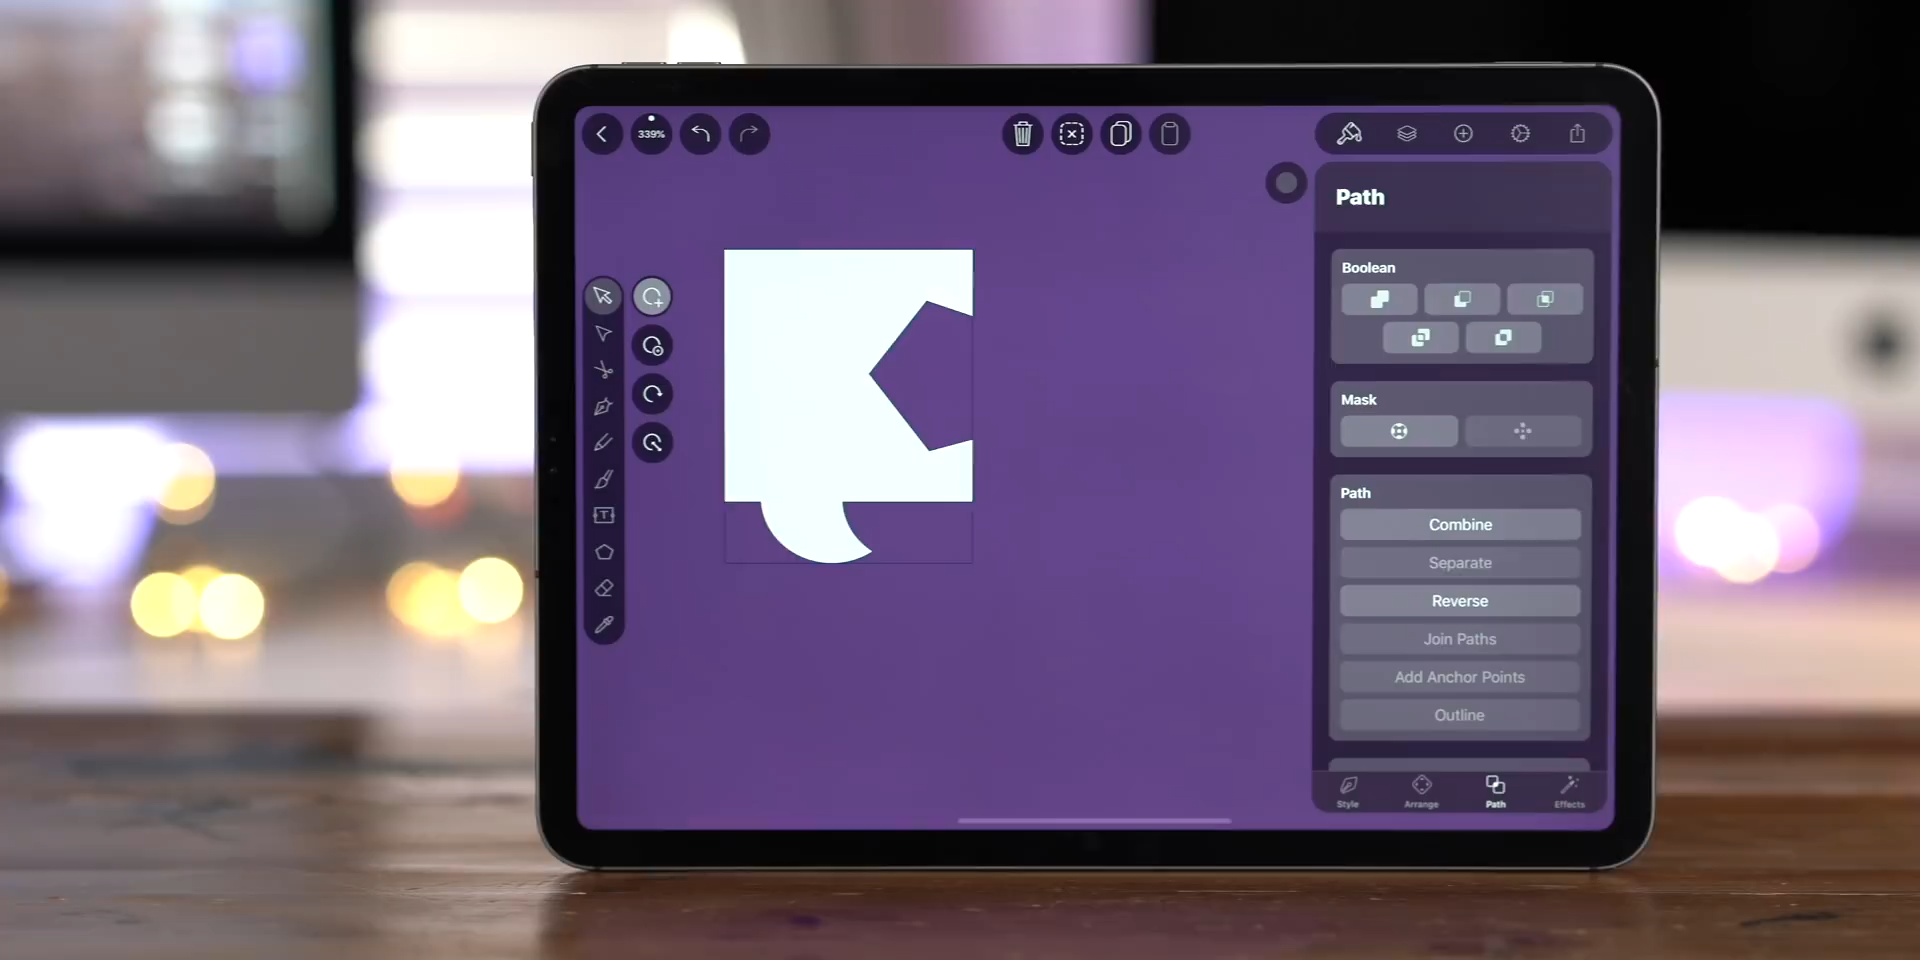 339%
Path
Boolean
Mask
Path
Combine
Separate
Reverse
Join Paths
Add Anchor Points
Outline
Style
Arrange
Path
Effects